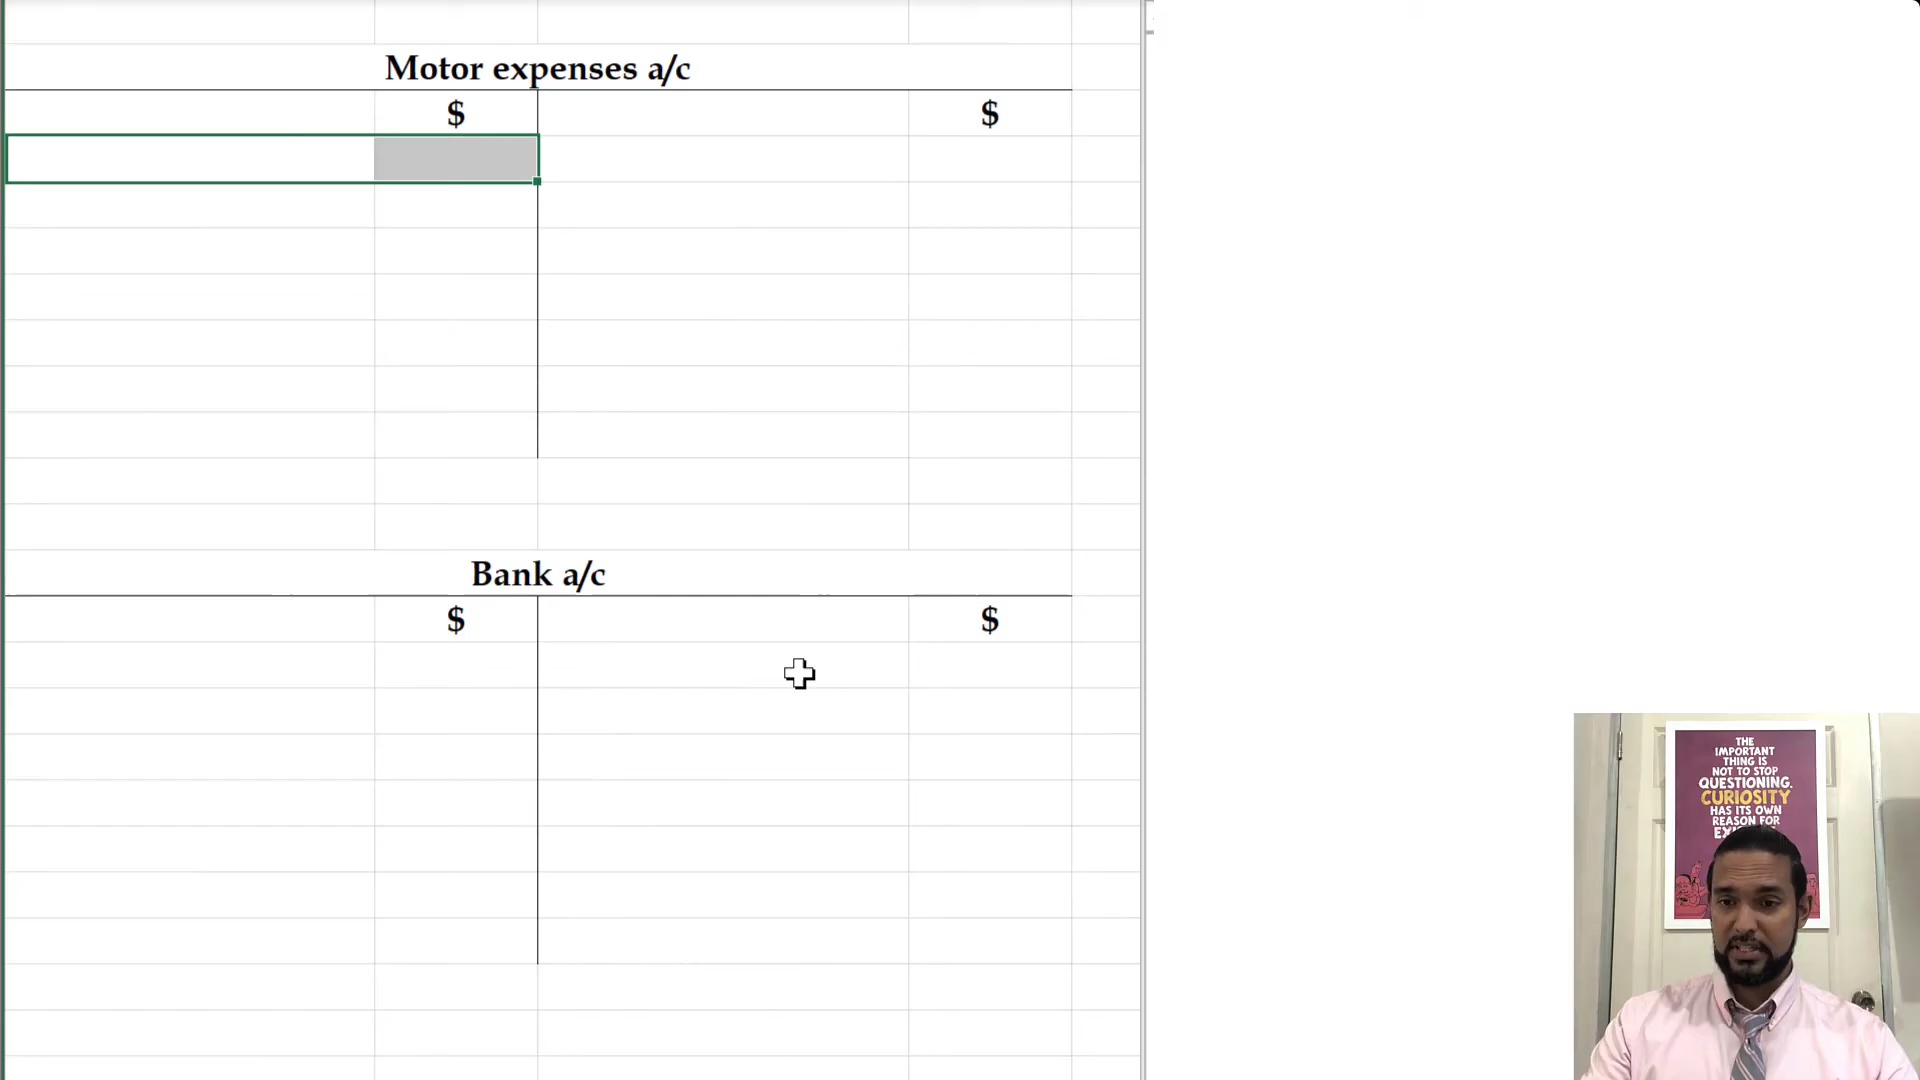 Motor expenses a/c
$ $
Bank a/c
$ $
THE
IMPORTANT
THING IS
NOT TO STOP
QUESTIONING.
CURIOSITY
HAS ITS OWN
REASON FOR